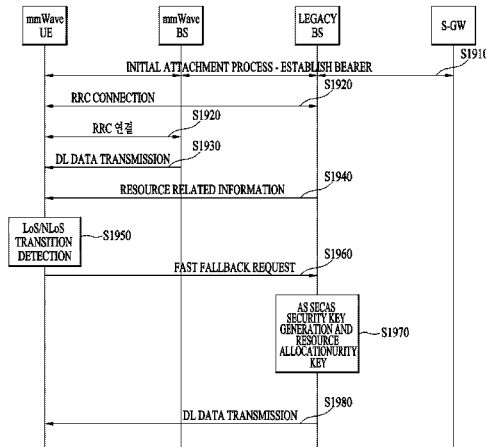 mmWave
UE
mmWave
BS
LEGACY
BS
S-GW
INITIAL ATTACHMENT PROCESS - ESTABLISH BEARER
S1910
RRC CONNECTION
S1920
RRC 연결
S1920
DL DATA TRANSMISSION
S1930
RESOURCE RELATED INFORMATION
S1940
LoS/NLoS
TRANSITION
DETECTION
S1950
FAST FALLBACK REQUEST
S1960
AS SECAS
SECURITY KEY
GENERATION AND
RESOURCE
ALLOCATIONURITY
KEY
S1970
DL DATA TRANSMISSION
S1980